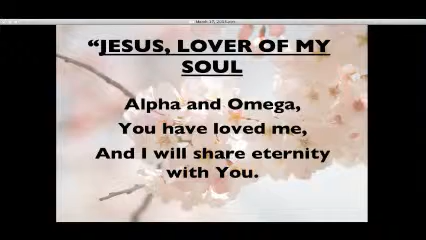 “JESUS, LOVER OF MY
SOUL
Alpha and Omega,
You have loved me,
And I will share eternity
with You.